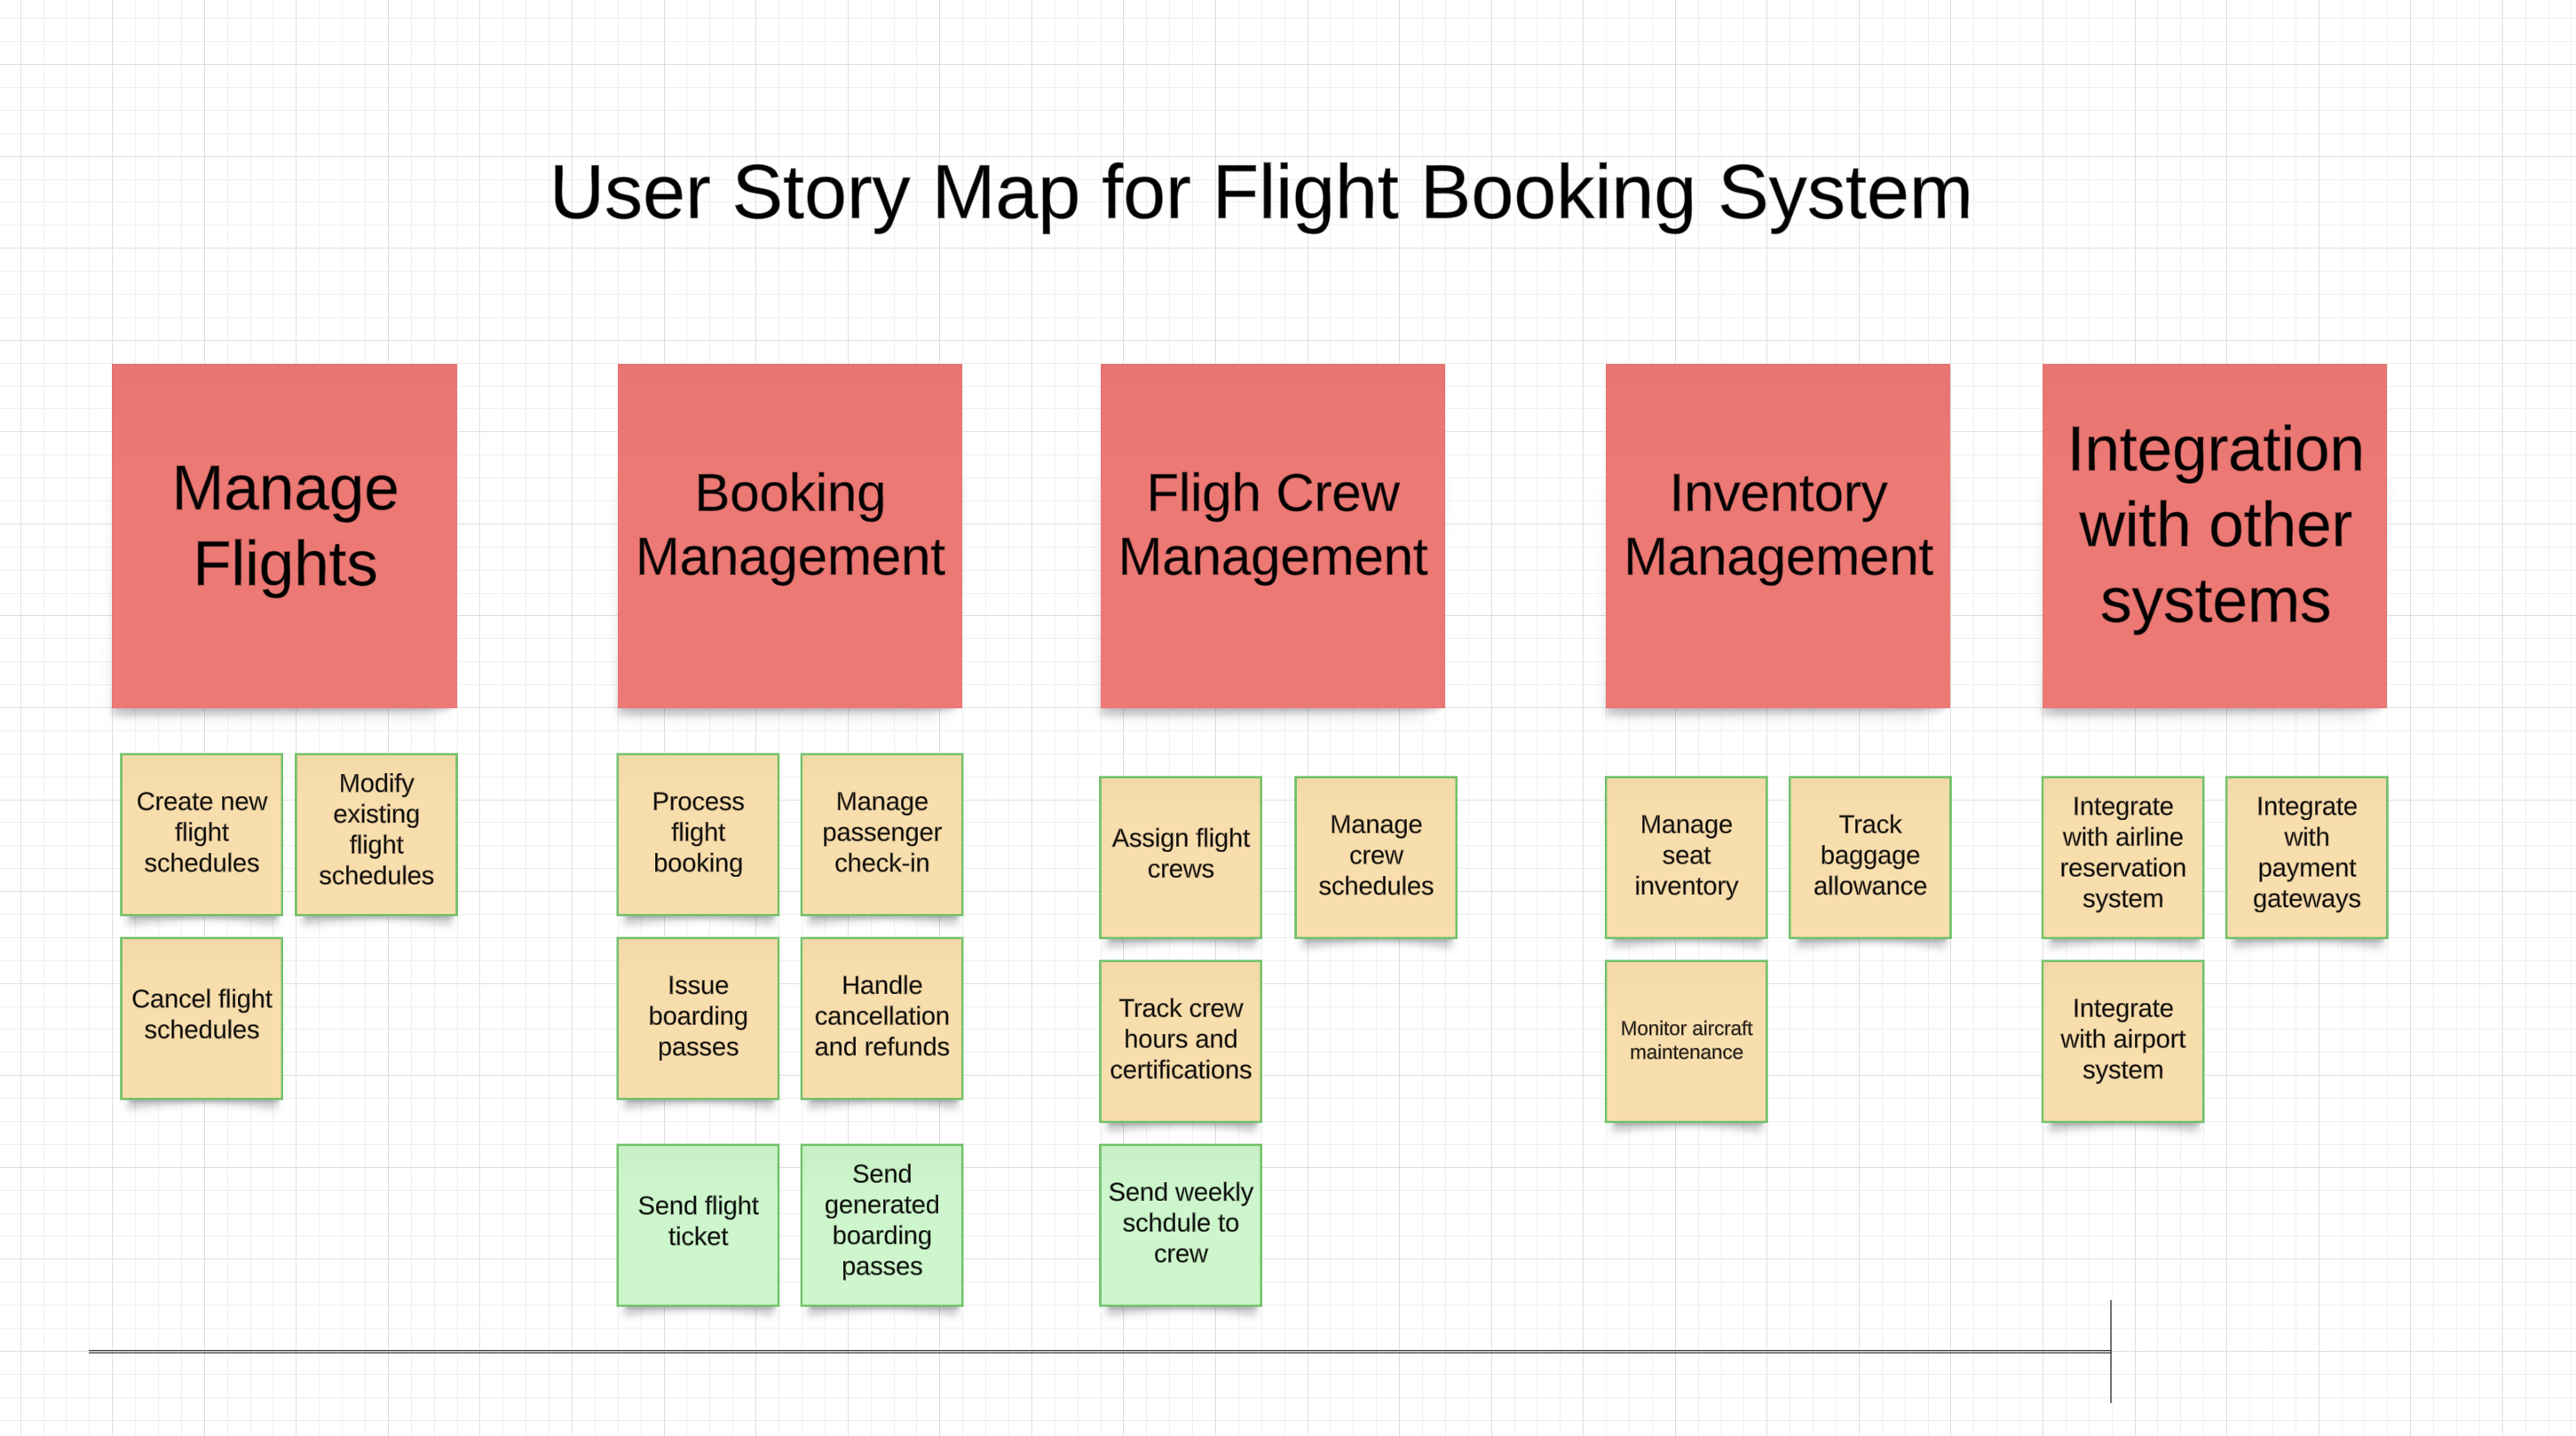 User Story Map for Flight Booking System
Manage
Flights
Booking
Management
Fligh Crew
Management
Inventory
Management
Integration
with other
systems
Create new
flight
schedules
Modify
existing
flight
schedules
Cancel flight
schedules
Process
flight
booking
Manage
passenger
check-in
Issue
boarding
passes
Handle
cancellation
and refunds
Send flight
ticket
Send
generated
boarding
passes
Assign flight
crews
Manage
crew
schedules
Track crew
hours and
certifications
Send weekly
schdule to
crew
Manage
seat
inventory
Track
baggage
allowance
Monitor aircraft
maintenance
Integrate
with airline
reservation
system
Integrate
with
payment
gateways
Integrate
with airport
system